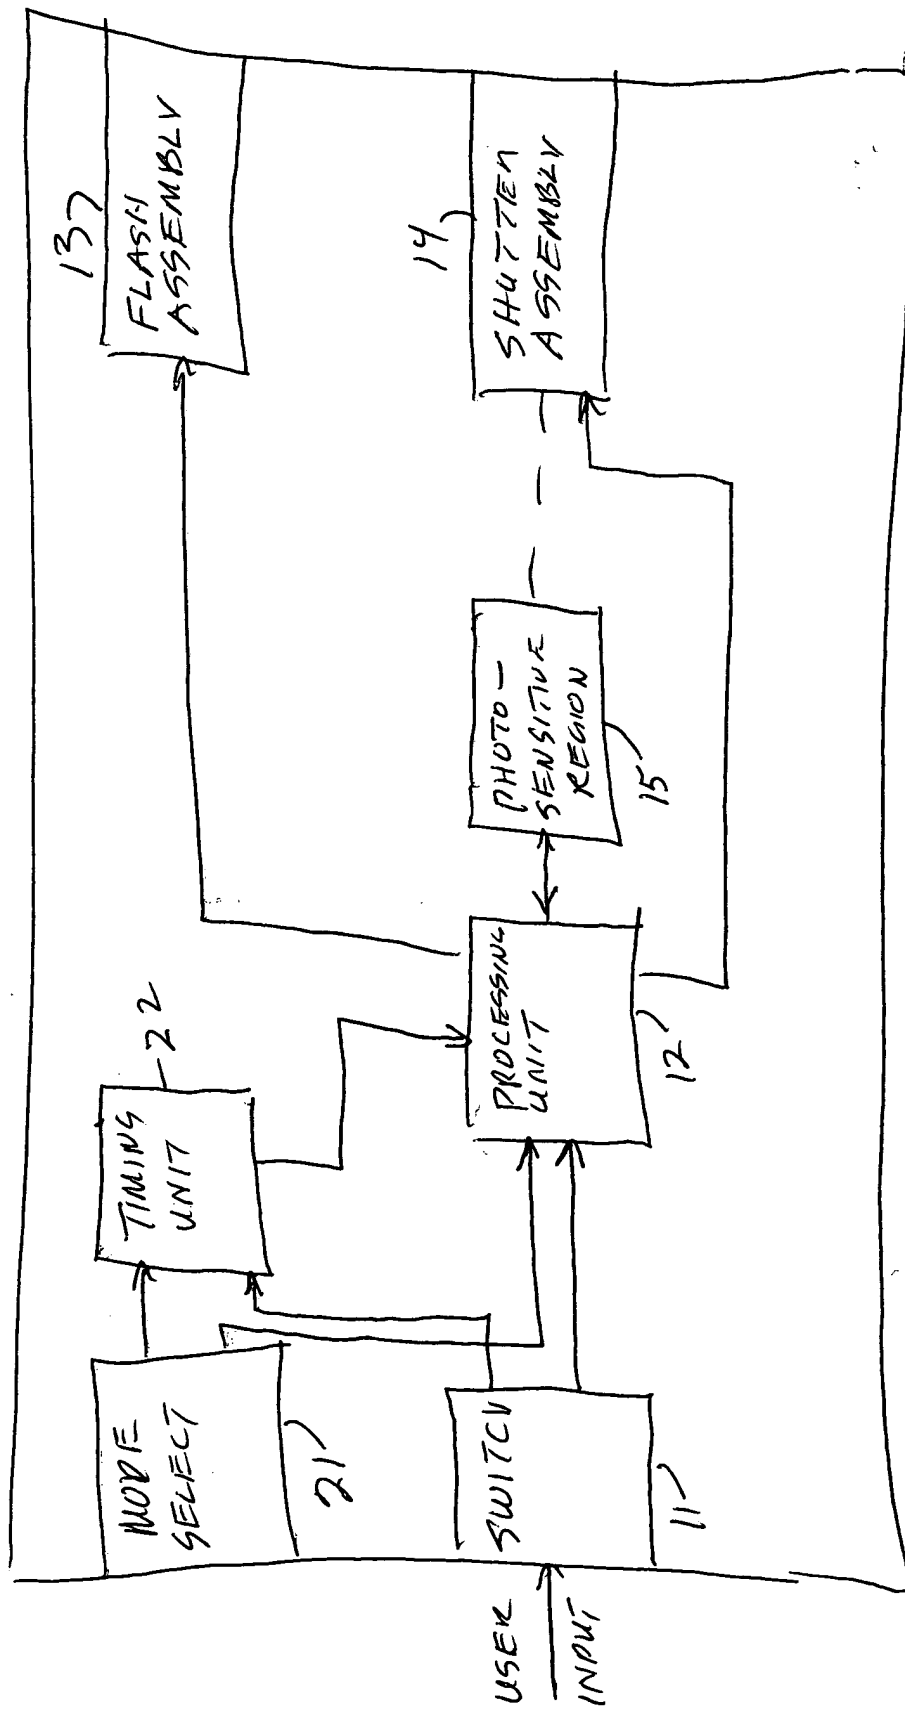 USER
INPUT
MODE
SELECT
21
SWITCH
11
TIMING
UNIT
22
PROCESSING
UNIT
12
PHOTO-
SENSITIVE
REGION
15
FLASH
ASSEMBLY
13
SHUTTER
ASSEMBLY
14